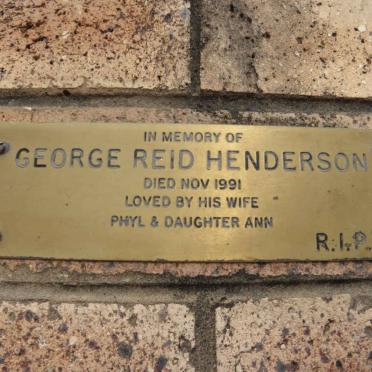 IN MEMORY OF
GEORGE REID HENDERSON
DIED NOV 1991
LOVED BY HIS WIFE
PHYL & DAUGHTER ANN
R.I.P.